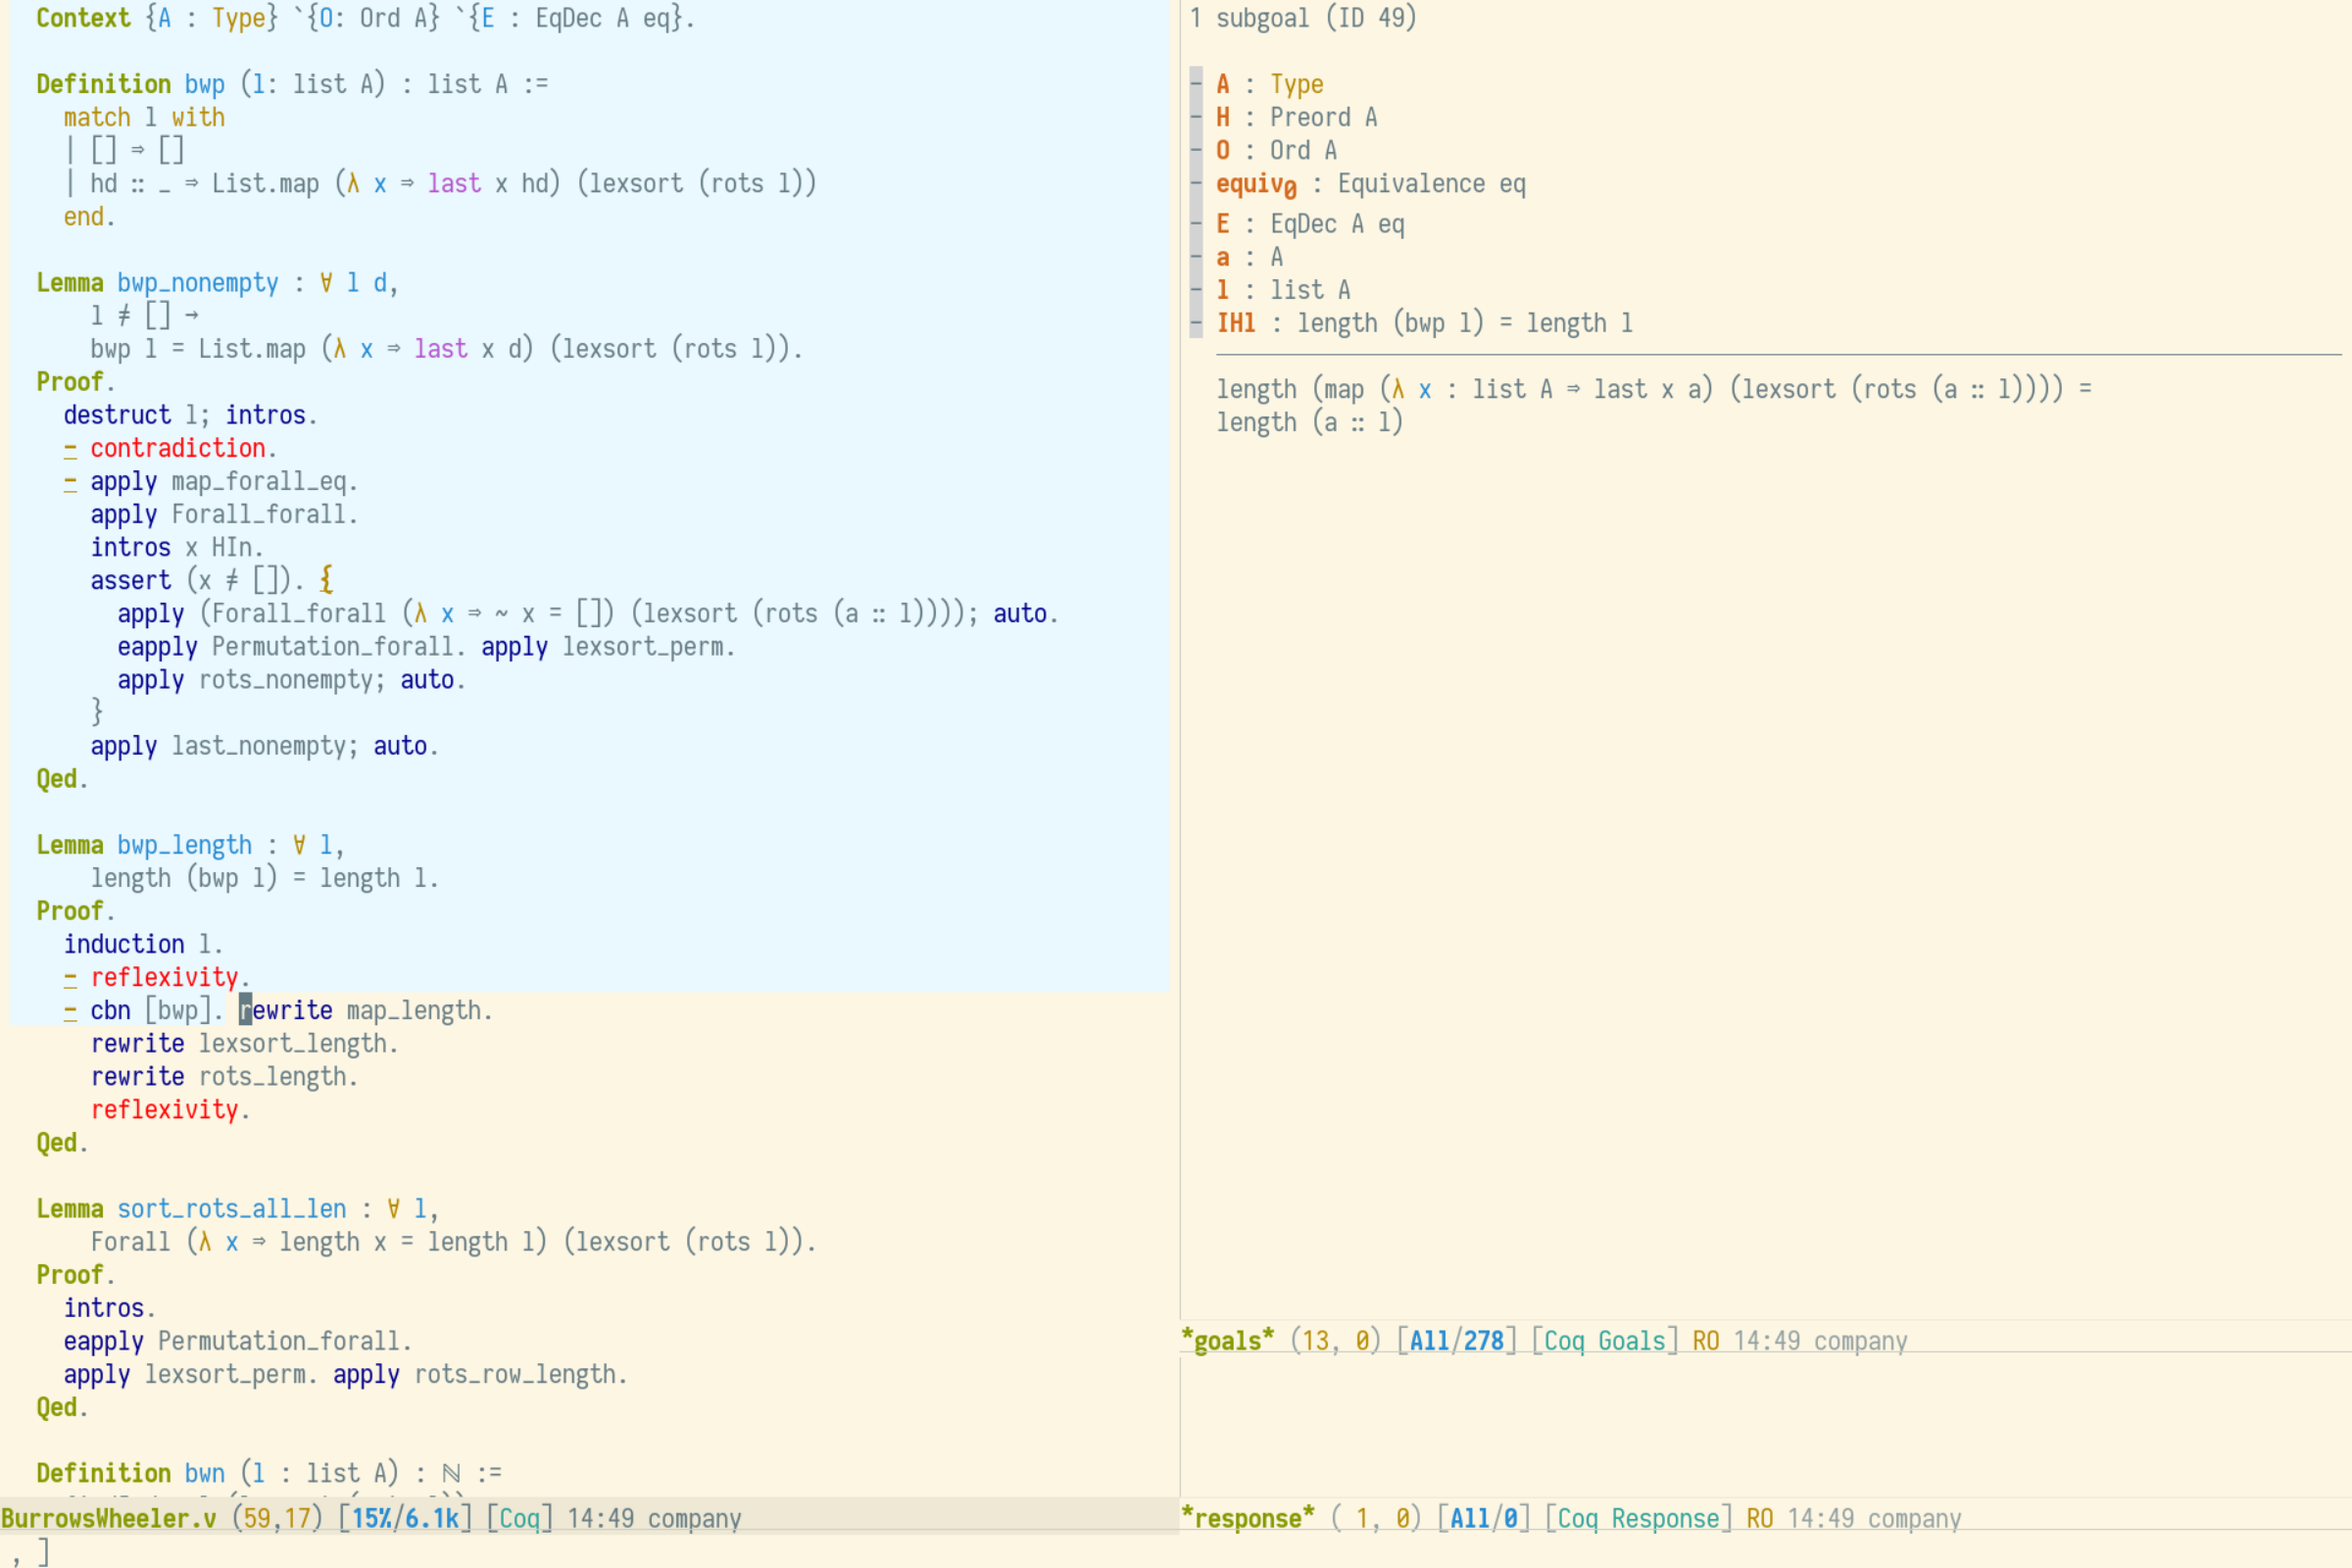 Context {A : Type} `{O: Ord A} `{E : EqDec A eq}.
Definition bwp (l: list A) : list A :=
match l with
| [] ⇒ []
| hd :: _ ⇒ List.map (λ x ⇒ last x hd) (lexsort (rots l))
end.
Lemma bwp_nonempty : ∀ l d,
l ≠ [] →
bwp l = List.map (λ x ⇒ last x d) (lexsort (rots l)).
Proof.
destruct l; intros.
- contradiction.
- apply map_forall_eq.
apply Forall_forall.
intros x HIn.
assert (x ≠ []). {
apply (Forall_forall (λ x ⇒ ~ x = []) (lexsort (rots (a :: l)))); auto.
eapply Permutation_forall. apply lexsort_perm.
apply rots_nonempty; auto.
}
apply last_nonempty; auto.
Qed.
Lemma bwp_length : ∀ l,
length (bwp l) = length l.
Proof.
induction l.
- reflexivity.
- cbn [bwp]. rewrite map_length.
rewrite lexsort_length.
rewrite rots_length.
reflexivity.
Qed.
Lemma sort_rots_all_len : ∀ l,
Forall (λ x ⇒ length x = length l) (lexsort (rots l)).
Proof.
intros.
eapply Permutation_forall.
apply lexsort_perm. apply rots_row_length.
Qed.
Definition bwn (l : list A) : ℕ :=
BurrowsWheeler.v (59,17) [15%/6.1k] [Coq] 14:49 company
, ]
1 subgoal (ID 49)
- A : Type
- H : Preord A
- O : Ord A
- equiv₀ : Equivalence eq
- E : EqDec A eq
- a : A
- l : list A
- IHl : length (bwp l) = length l
length (map (λ x : list A ⇒ last x a) (lexsort (rots (a :: l)))) =
length (a :: l)
*goals* (13, 0) [All/278] [Coq Goals] RO 14:49 company
*response* ( 1, 0) [All/0] [Coq Response] RO 14:49 company